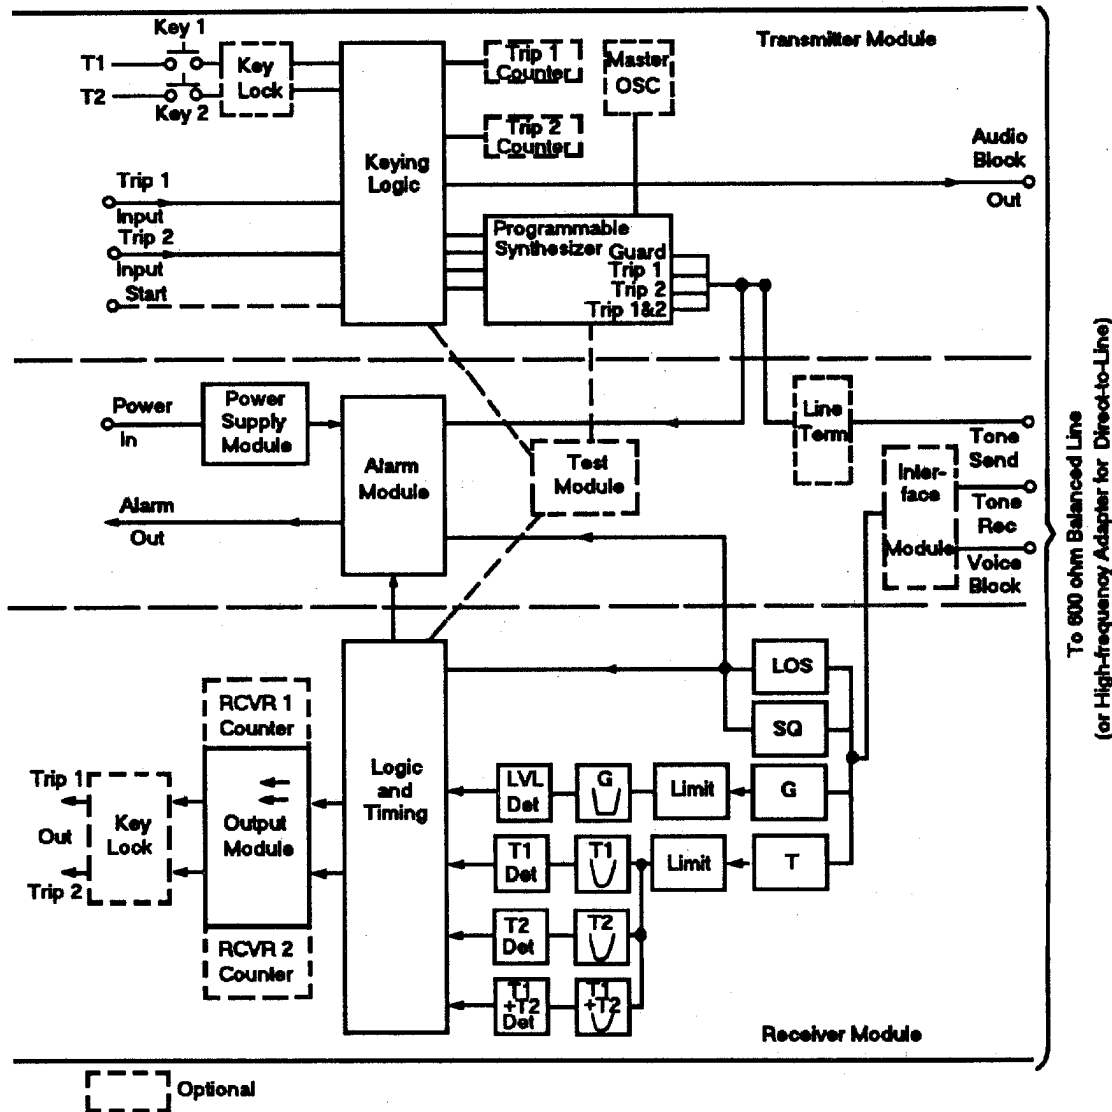 Transmitter Module
Key 1
T1
T2
Key 2
Key
Lock
Trip 1
Counter
Trip 2
Counter
Master
OSC
Keying
Logic
Audio
Block
Out
Trip 1
Input
Trip 2
Input
Start
Programmable
Synthesizer
Guard
Trip 1
Trip 2
Trip 1&2
Power
In
Power
Supply
Module
Alarm
Module
Alarm
Out
Test
Module
Line
Term
Tone
Send
Inter-
face
Module
Tone
Rec
Voice
Block
To 600 ohm Balanced Line
(or High-frequency Adapter for Direct-to-Line)
LOS
SQ
RCVR 1
Counter
Logic
and
Timing
LVL
Det
G
Limit
G
T1
Det
T1
Limit
T
T2
Det
T2
T1
+T2
Det
T1
+T2
Trip 1
Out
Trip 2
Key
Lock
Output
Module
RCVR 2
Counter
Receiver Module
Optional